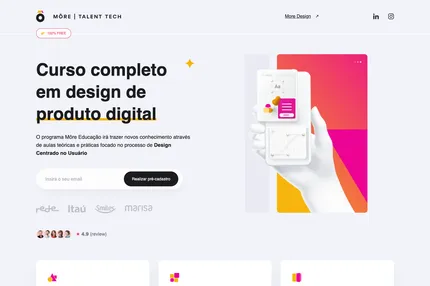 MÔRE | TALENT TECH
More Design
100% FREE
Curso completo
em design de
produto digital
O programa Môre Educação irá trazer novos conhecimento através
de aulas teóricas e práticas focado no processo de Design
Centrado no Usuário
Insira o seu email
Realizar pré-cadastro
Itaú
marisa
4.9 (review)
Aa